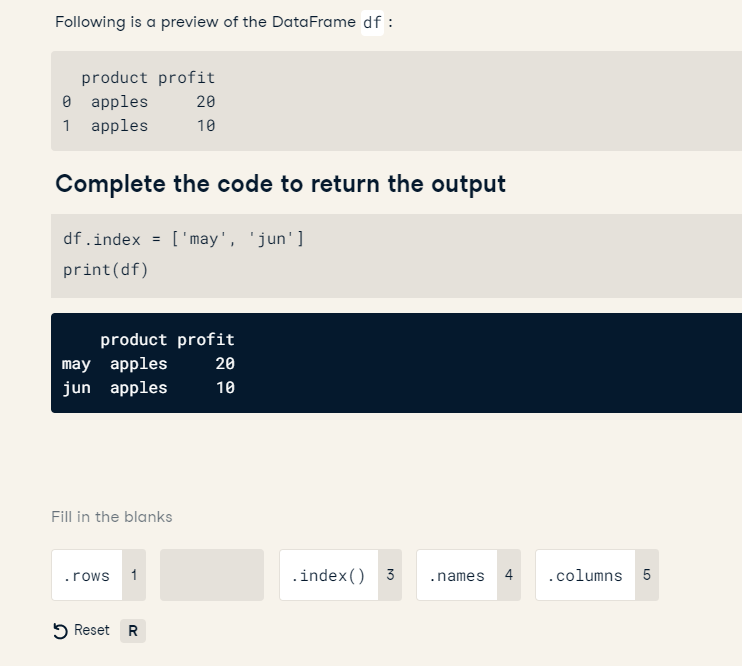 Following is a preview of the DataFrame df :
product profit
0 apples 20
1 apples 10
Complete the code to return the output
df.index = ['may', 'jun']
print(df)
product profit
may apples 20
jun apples 10
Fill in the blanks
.rows 1 .index() 3 .names 4 .columns 5
Reset R